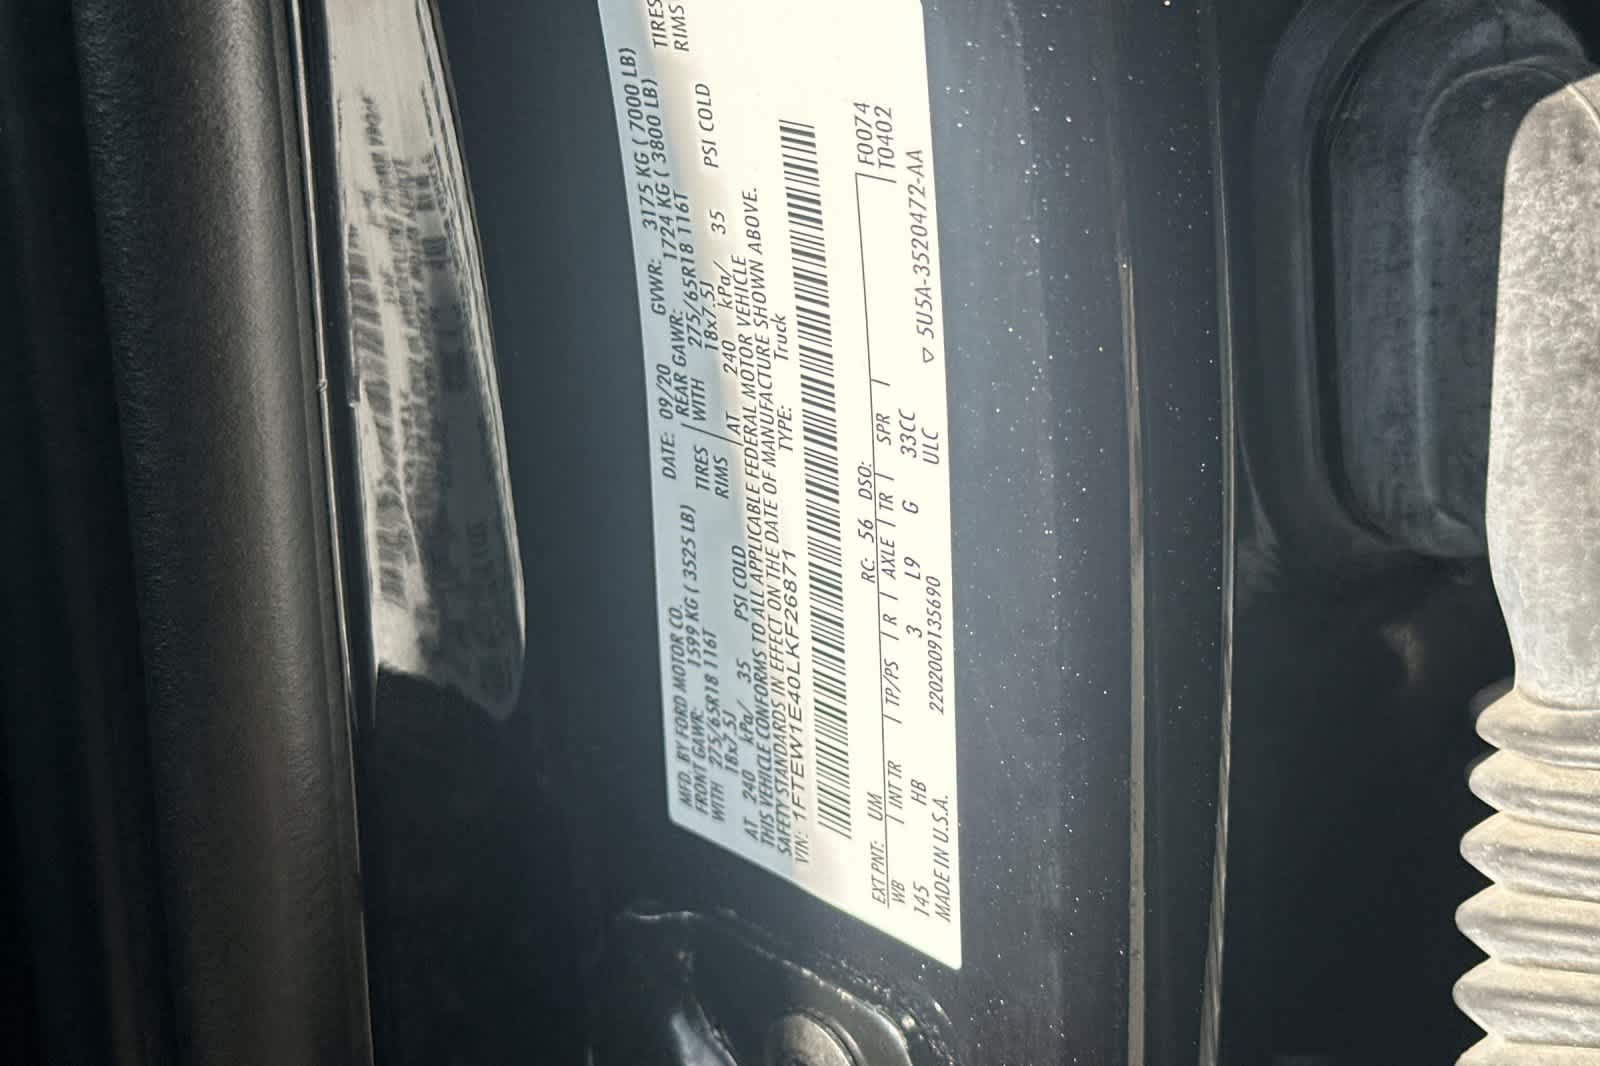 MFD. BY FORD MOTOR CO. DATE: 09/20 GVWR: 3175 KG ( 7000 LB)
FRONT GAWR: 1599 KG ( 3525 LB) REAR GAWR: 1724 KG ( 3800 LB)
WITH 275/65R18 116T TIRES WITH 275/65R18 116T TIRES
18x7.5J RIMS 18x7.5J RIMS
AT 240 kPa/ 35 PSI COLD AT 240 kPa/ 35 PSI COLD
THIS VEHICLE CONFORMS TO ALL APPLICABLE FEDERAL MOTOR VEHICLE
SAFETY STANDARDS IN EFFECT ON THE DATE OF MANUFACTURE SHOWN ABOVE.
VIN: 1FTEW1E40LKF26871 TYPE: Truck
EXT PNT: UM RC: 56 DSO: F0074
WB INT TR TP/PS R AXLE TR SPR T0402
145 HB 3 L9 G 33CC
MADE IN U.S.A. 2202009135690 ULC ▽ 5U5A-3520472-AA